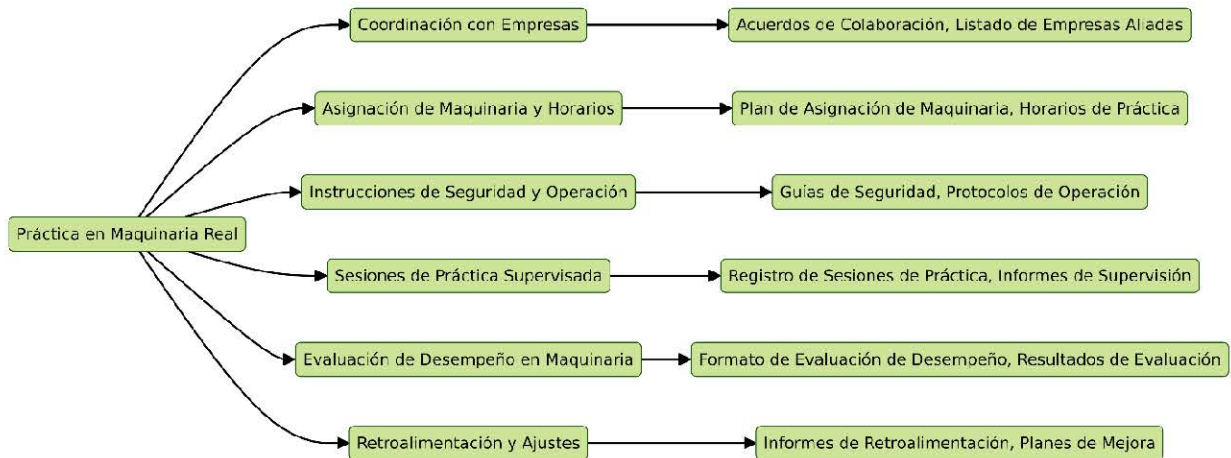 Coordinación con Empresas
Acuerdos de Colaboración, Listado de Empresas Aliadas
Asignación de Maquinaria y Horarios
Plan de Asignación de Maquinaria, Horarios de Práctica
Instrucciones de Seguridad y Operación
Guías de Seguridad, Protocolos de Operación
Práctica en Maquinaria Real
Sesiones de Práctica Supervisada
Registro de Sesiones de Práctica, Informes de Supervisión
Evaluación de Desempeño en Maquinaria
Formato de Evaluación de Desempeño, Resultados de Evaluación
Retroalimentación y Ajustes
Informes de Retroalimentación, Planes de Mejora